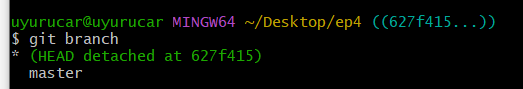 uyurucar@uyurucar MINGW64 ~/Desktop/ep4 ((627f415...))
$ git branch
* (HEAD detached at 627f415)
  master